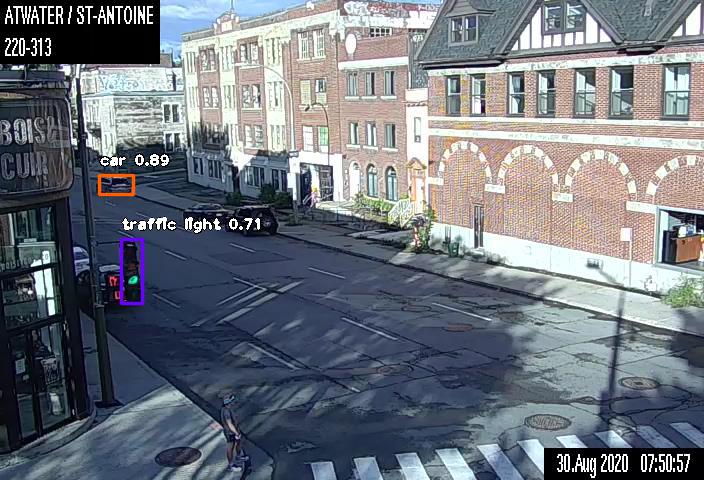 ATWATER / ST-ANTOINE
220-313
BOIS
CUIR
car 0.89
traffic light 0.71
30.Aug 2020 07:50:57